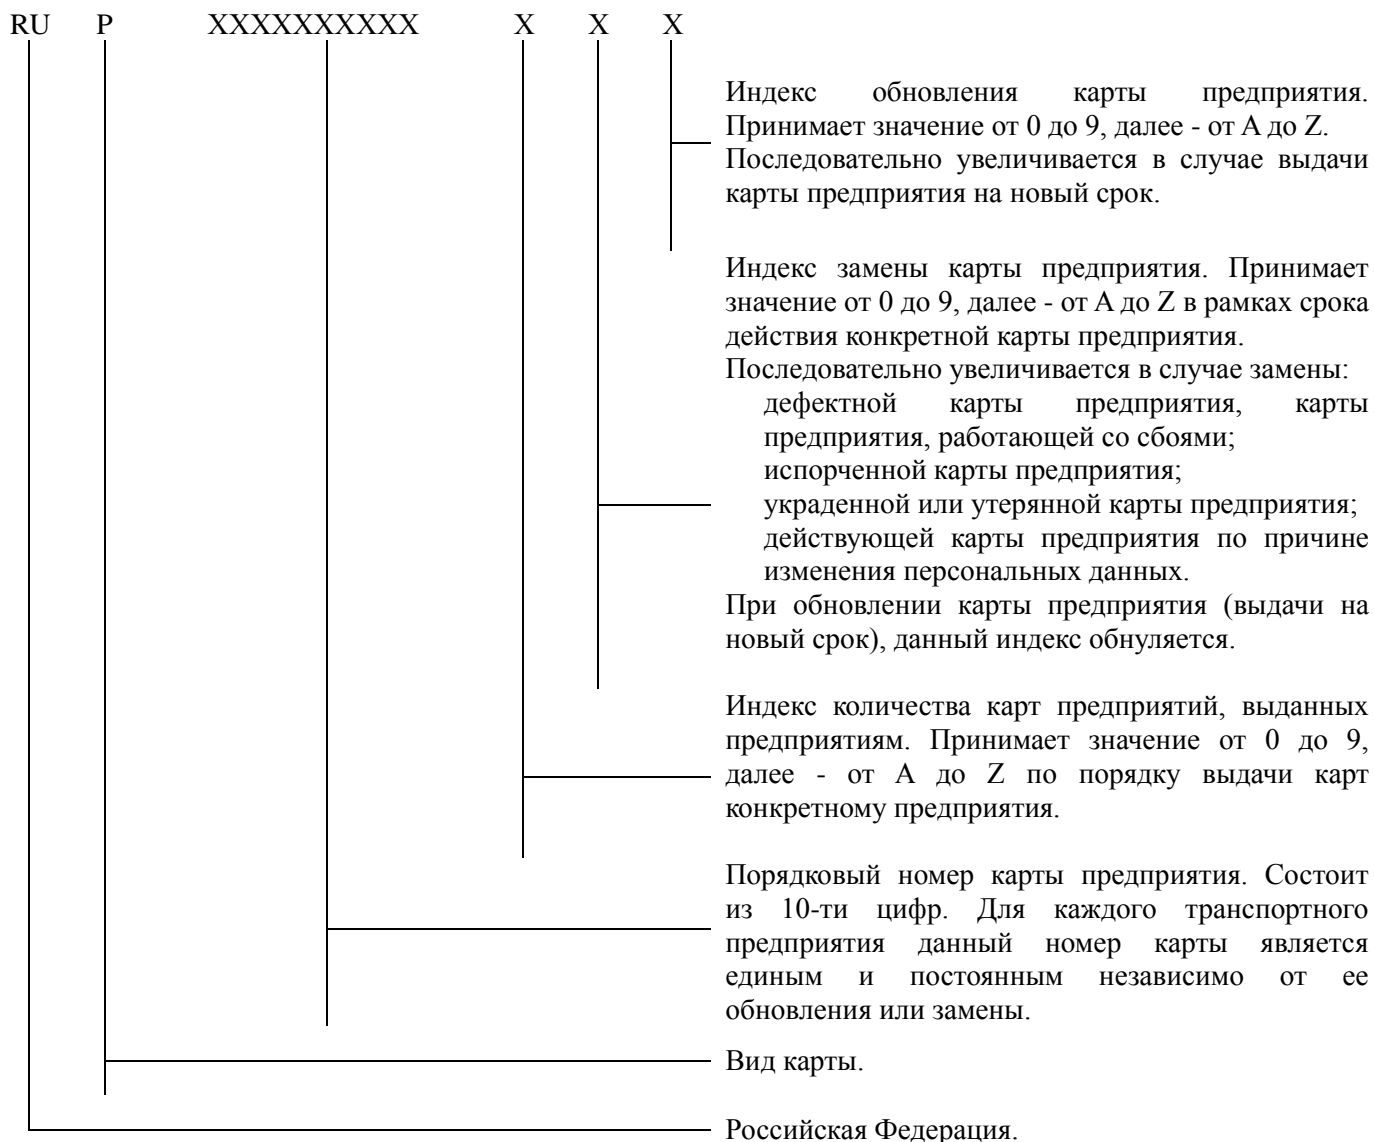 RU P XXXXXXXXXX X X X
Индекс обновления карты предприятия.
Принимает значение от 0 до 9, далее - от A до Z.
Последовательно увеличивается в случае выдачи
карты предприятия на новый срок.
Индекс замены карты предприятия. Принимает
значение от 0 до 9, далее - от A до Z в рамках срока
действия конкретной карты предприятия.
Последовательно увеличивается в случае замены:
дефектной карты предприятия, карты
предприятия, работающей со сбоями;
испорченной карты предприятия;
украденной или утерянной карты предприятия;
действующей карты предприятия по причине
изменения персональных данных.
При обновлении карты предприятия (выдачи на
новый срок), данный индекс обнуляется.
Индекс количества карт предприятий, выданных
предприятиям. Принимает значение от 0 до 9,
далее - от A до Z по порядку выдачи карт
конкретному предприятия.
Порядковый номер карты предприятия. Состоит
из 10-ти цифр. Для каждого транспортного
предприятия данный номер карты является
единым и постоянным независимо от ее
обновления или замены.
Вид карты.
Российская Федерация.